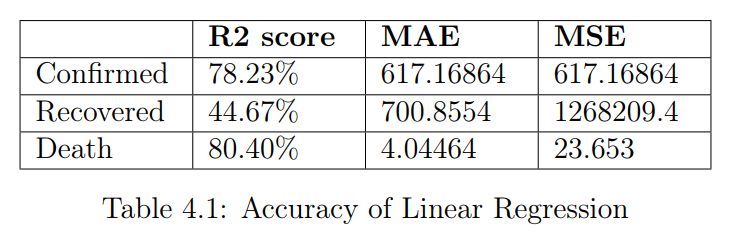 R2 score MAE MSE
Confirmed 78.23% 617.16864 617.16864
Recovered 44.67% 700.8554 1268209.4
Death 80.40% 4.04464 23.653
Table 4.1: Accuracy of Linear Regression